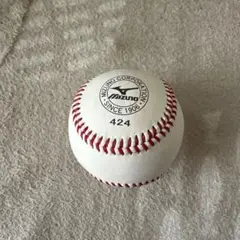 MIZUNO CORPORATION
Mizuno
SINCE 1906
424